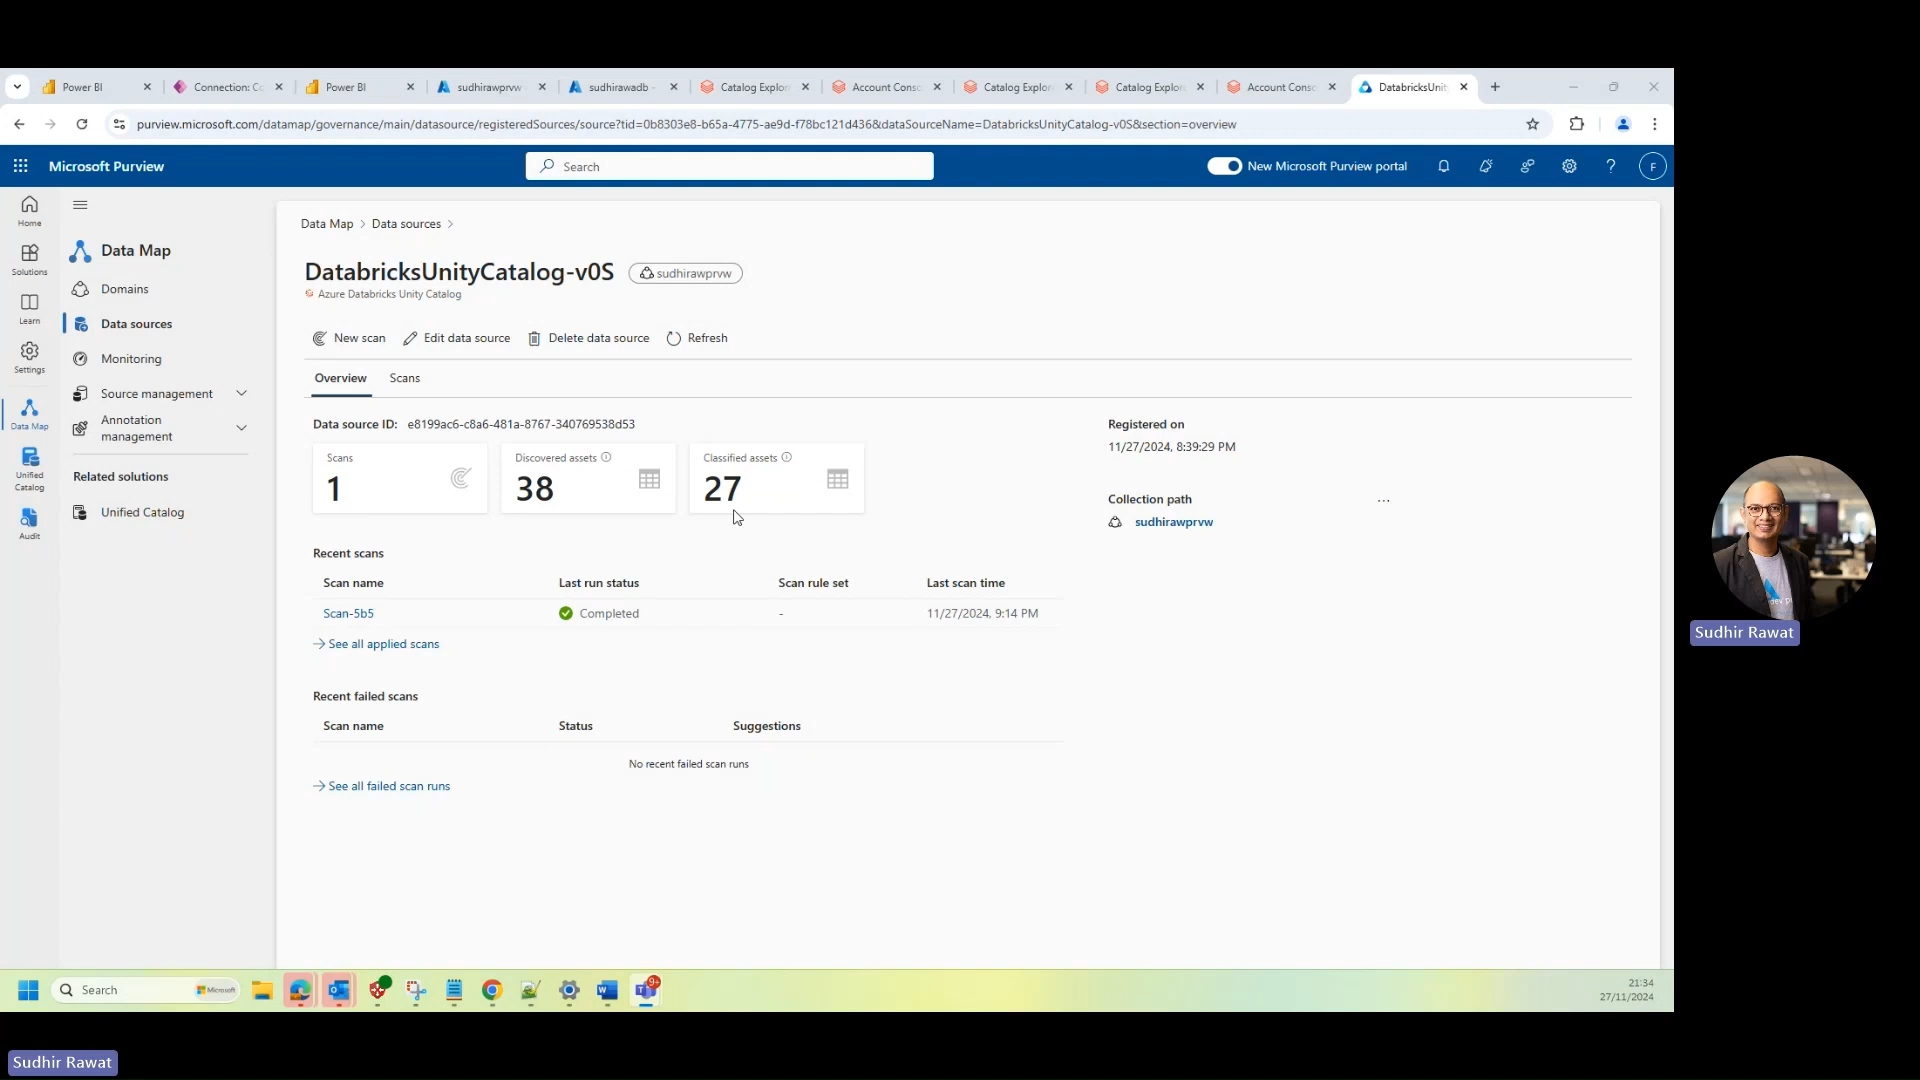 Power BI
Connection: Co
Power BI
sudhirawprvw
sudhirawadb -
Catalog Explor
Account Conso
Catalog Explor
Catalog Explor
Account Conso
DatabricksUnit
purview.microsoft.com/datamap/governance/main/datasource/registeredSources/source?tid=0b8303e8-b65a-4775-ae9d-f78bc121d436&dataSourceName=DatabricksUnityCatalog-v0S&section=overview
Microsoft Purview
Search
New Microsoft Purview portal
?
F
Home
Solutions
Learn
Settings
Data Map
Unified
Catalog
Audit
Data Map
Domains
Data sources
Monitoring
Source management
Annotation
management
Related solutions
Unified Catalog
Data Map > Data sources >
DatabricksUnityCatalog-v0S
sudhirawprvw
Azure Databricks Unity Catalog
New scan
Edit data source
Delete data source
Refresh
Overview
Scans
Data source ID: e8199ac6-c8a6-481a-8767-340769538d53
Scans
1
Discovered assets
38
Classified assets
27
Registered on
11/27/2024, 8:39:29 PM
Collection path
...
sudhirawprvw
Recent scans
Scan name Last run status Scan rule set Last scan time
Scan-5b5 Completed - 11/27/2024, 9:14 PM
See all applied scans
Recent failed scans
Scan name Status Suggestions
No recent failed scan runs
See all failed scan runs
Search
Microsoft
9+
21:34
27/11/2024
Sudhir Rawat
Sudhir Rawat